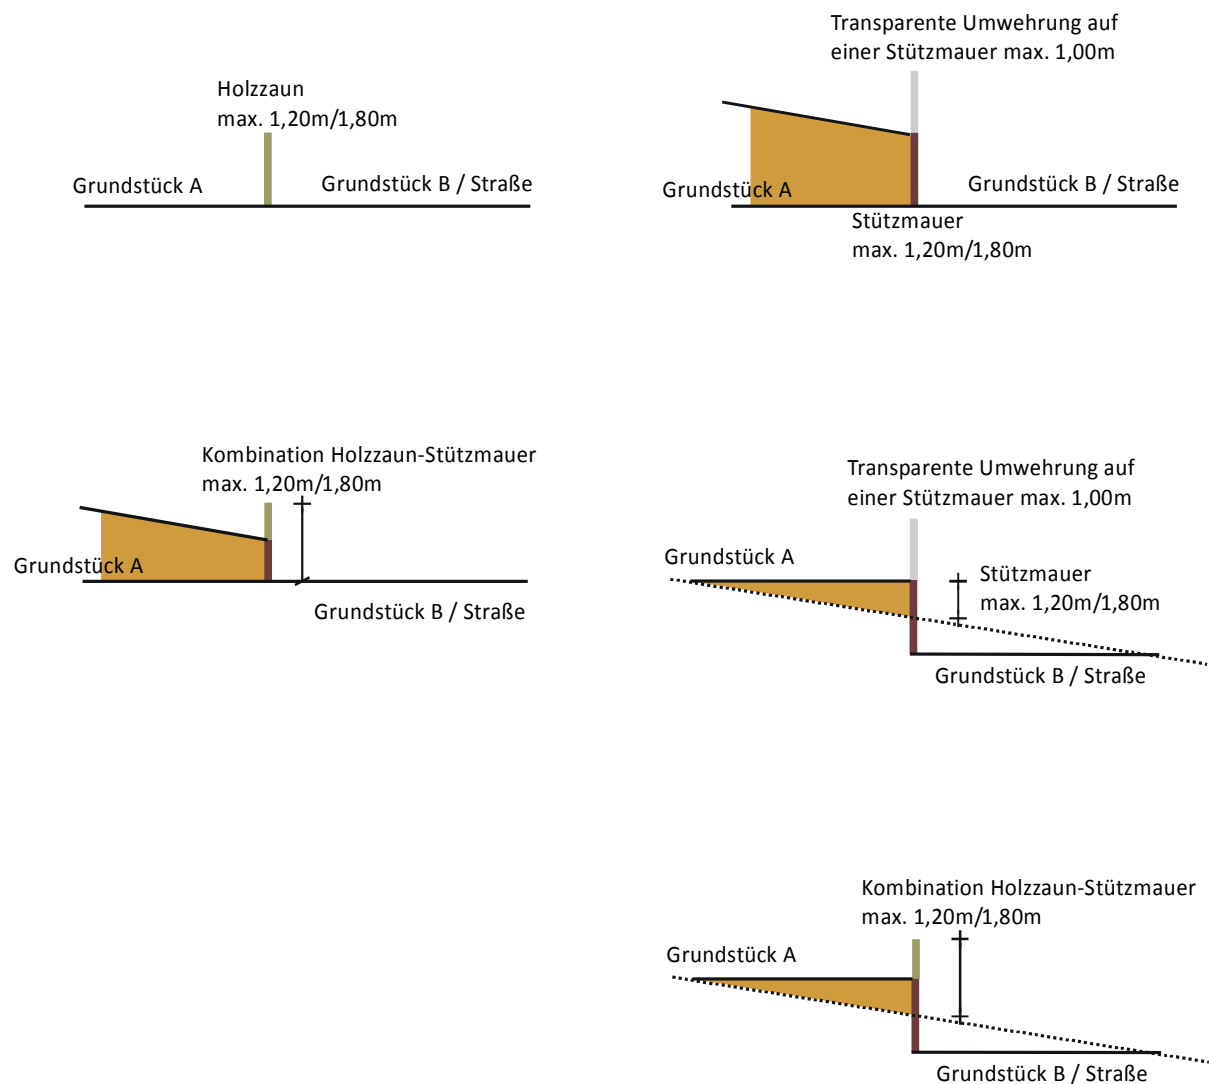 Holzzaun
max. 1,20m/1,80m
Grundstück A
Grundstück B / Straße
Transparente Umwehrung auf
einer Stützmauer max. 1,00m
Grundstück A
Grundstück B / Straße
Stützmauer
max. 1,20m/1,80m
Kombination Holzzaun-Stützmauer
max. 1,20m/1,80m
Grundstück A
Grundstück B / Straße
Transparente Umwehrung auf
einer Stützmauer max. 1,00m
Grundstück A
Stützmauer
max. 1,20m/1,80m
Grundstück B / Straße
Kombination Holzzaun-Stützmauer
max. 1,20m/1,80m
Grundstück A
Grundstück B / Straße